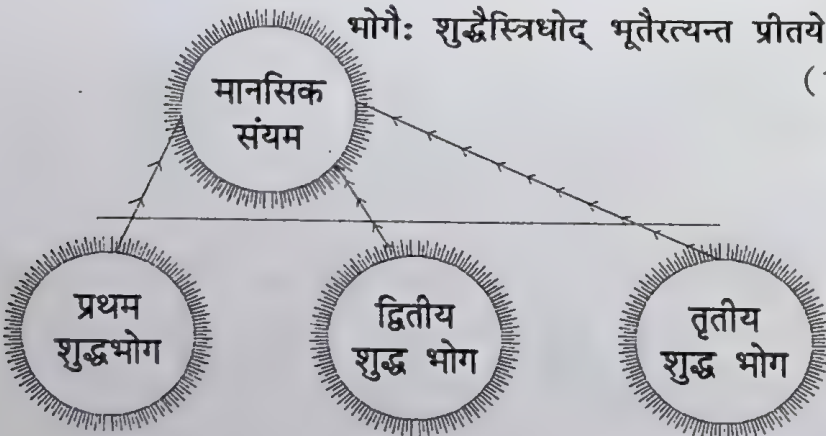 भोगैः शुद्धैस्त्रिधोद् भूतैरत्यन्त प्रीतये
(
मानसिक
संयम
प्रथम
शुद्धभोग
द्वितीय
शुद्ध भोग
तृतीय
शुद्ध भोग